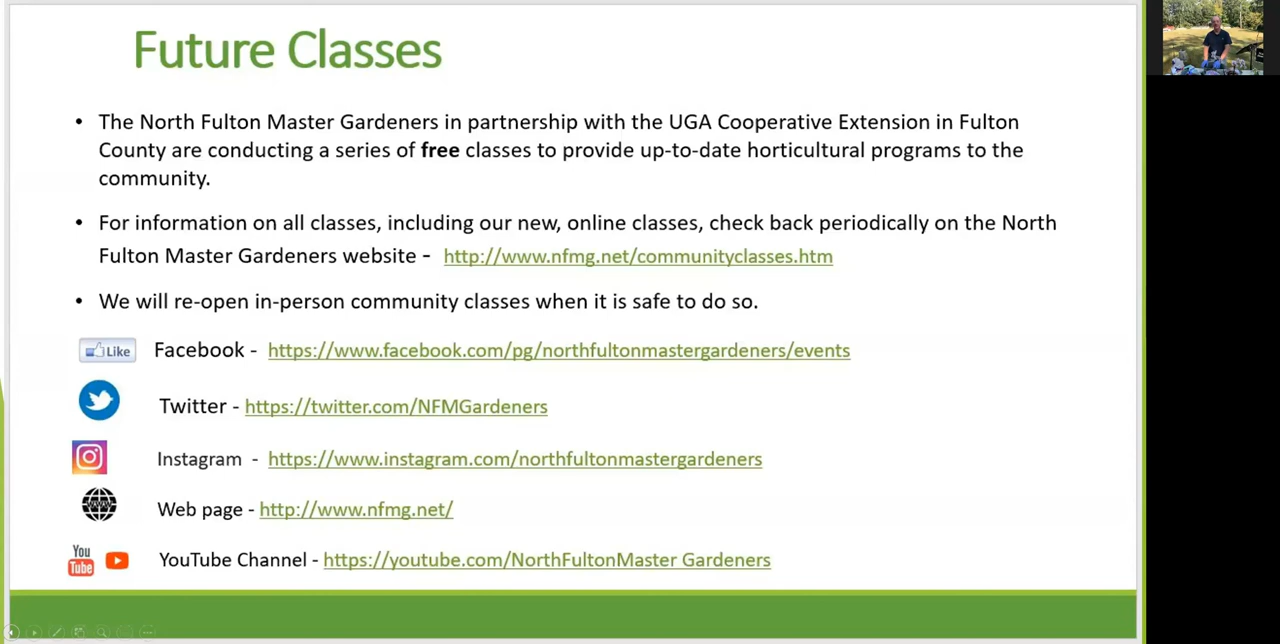 Future Classes
• The North Fulton Master Gardeners in partnership with the UGA Cooperative Extension in Fulton
County are conducting a series of free classes to provide up-to-date horticultural programs to the
community.
• For information on all classes, including our new, online classes, check back periodically on the North
Fulton Master Gardeners website - http://www.nfmg.net/communityclasses.htm
• We will re-open in-person community classes when it is safe to do so.
Like Facebook - https://www.facebook.com/pg/northfultonmastergardeners/events
Twitter - https://twitter.com/NFMGardeners
Instagram - https://www.instagram.com/northfultonmastergardeners
WWW Web page - http://www.nfmg.net/
You Tube YouTube Channel - https://youtube.com/NorthFultonMaster Gardeners